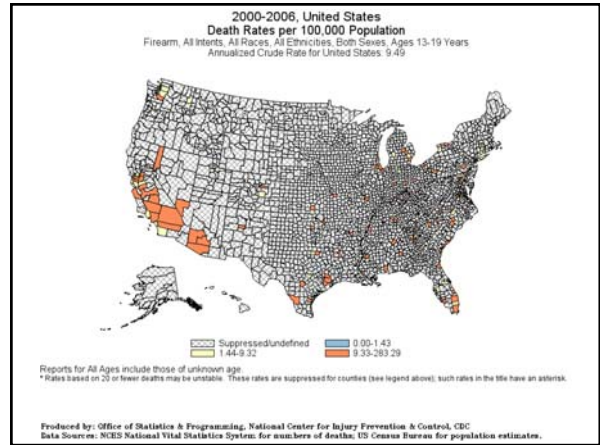 2000-2006, United States
Death Rates per 100,000 Population
Firearm, All Intents, All Races, All Ethnicities, Both Sexes, Ages 13-19 Years
Annualized Crude Rate for United States: 9.49
Suppressed/undefined
0.00-1.43
1.44-9.32
9.33-283.29
Reports for All Ages include those of unknown age.
* Rates based on 20 or fewer deaths may be unstable. These rates are suppressed for counties (see legend above); such rates in the title have an asterisk.
Produced by: Office of Statistics & Programming, National Center for Injury Prevention & Control, CDC
Data Sources: NCHS National Vital Statistics System for numbers of deaths; US Census Bureau for population estimates.